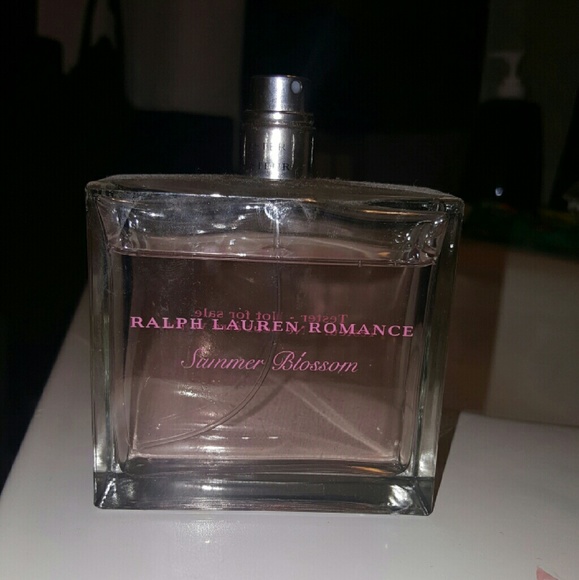 Tester - Not for sale
RALPH LAUREN ROMANCE
Summer Blossom